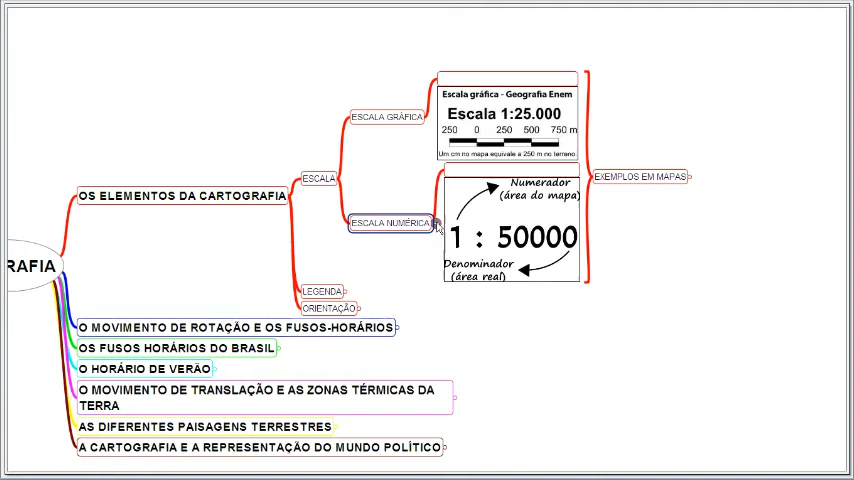 RAFIA
OS ELEMENTOS DA CARTOGRAFIA
ESCALA
ESCALA GRÁFICA
Escala gráfica - Geografia Enem
Escala 1:25.000
250 0 250 500 750 m
Um cm no mapa equivale a 250 m no terreno
ESCALA NUMÉRICA
Numerador
(área do mapa)
1 : 50000
Denominador
(área real)
EXEMPLOS EM MAPAS
LEGENDA
ORIENTAÇÃO
O MOVIMENTO DE ROTAÇÃO E OS FUSOS-HORÁRIOS
OS FUSOS HORÁRIOS DO BRASIL
O HORÁRIO DE VERÃO
O MOVIMENTO DE TRANSLAÇÃO E AS ZONAS TÉRMICAS DA
TERRA
AS DIFERENTES PAISAGENS TERRESTRES
A CARTOGRAFIA E A REPRESENTAÇÃO DO MUNDO POLÍTICO